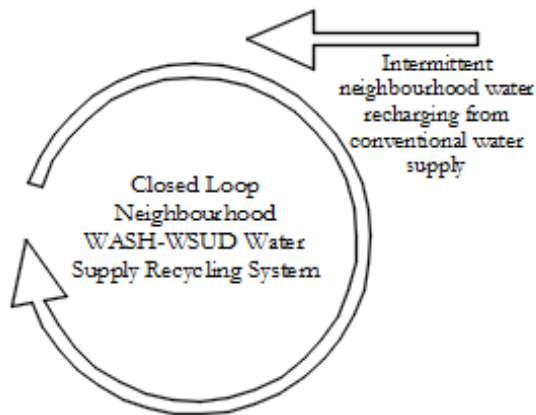 Intermittent
neighbourhood water
recharging from
conventional water
supply
Closed Loop
Neighbourhood
WASH-WSUD Water
Supply Recycling System